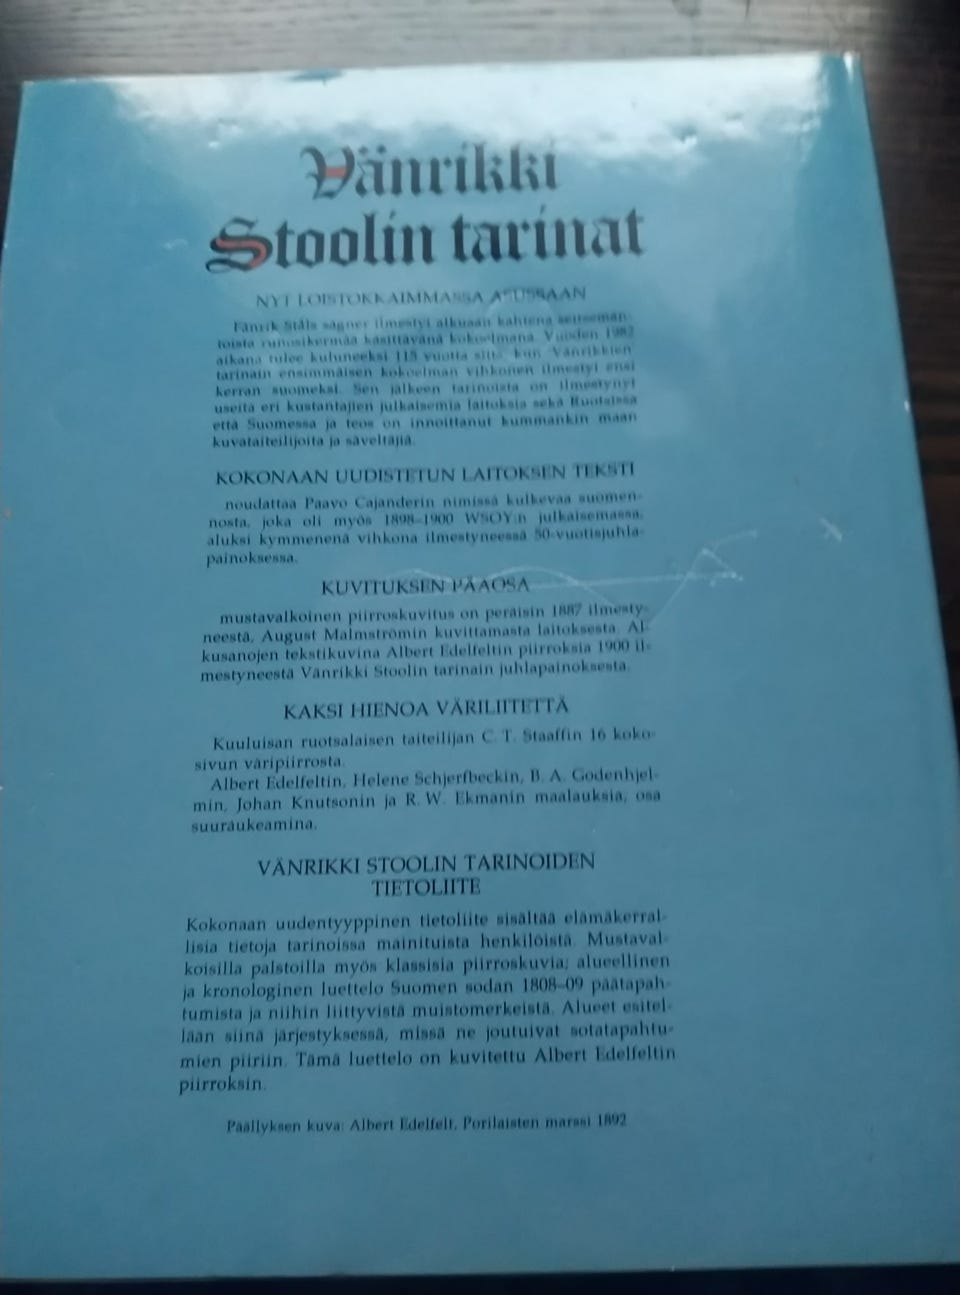 Vänrikki
Stoolin tarinat
NYT LOISTOKKAIMMASSA ASUSSAAN
Fänrik Ståls sägner ilmestyi alkuaan kahtena seitsemän-
toista runosikermää käsittävänä kokoelmana. Vuoden 1982
aikana tulee kuluneeksi 115 vuotta siitä, kun Vänrikkien
tarinain ensimmäisen kokoelman vihkonen ilmestyi ensi
kerran suomeksi. Sen jälkeen tarinoista on ilmestynyt
useita eri kustantajien julkaisemia laitoksia sekä Ruotsissa
että Suomessa ja teos on innoittanut kummankin maan
kuvataiteilijoita ja säveltäjiä.
KOKONAAN UUDISTETUN LAITOKSEN TEKSTI
noudattaa Paavo Cajanderin nimissä kulkevaa suomen-
nosta, joka oli myös 1898–1900 WSOY:n julkaisemassa,
aluksi kymmenenä vihkona ilmestyneessä 50-vuotisjuhla-
painoksessa.
KUVITUKSEN PÄÄOSA
mustavalkoinen piirroskuvitus on peräisin 1887 ilmesty-
neestä, August Malmströmin kuvittamasta laitoksesta. Al-
kusanojen tekstikuvina Albert Edelfeltin piirroksia 1900 il-
mestyneestä Vänrikki Stoolin tarinain juhlapainoksesta.
KAKSI HIENOA VÄRILIITETTÄ
Kuuluisan ruotsalaisen taiteilijan C. T. Staaffin 16 koko-
sivun väripiirrosta.
Albert Edelfeltin, Helene Schjerfbeckin, B. A. Godenhjel-
min, Johan Knutsonin ja R. W. Ekmanin maalauksia, osa
suuraukeamina.
VÄNRIKKI STOOLIN TARINOIDEN
TIETOLIITE
Kokonaan uudentyyppinen tietoliite sisältää elämäkerral-
lisia tietoja tarinoissa mainituista henkilöistä. Mustaval-
koisilla palstoilla myös klassisia piirroskuvia; alueellinen
ja kronologinen luettelo Suomen sodan 1808–09 päätapah-
tumista ja niihin liittyvistä muistomerkeistä. Alueet esitel-
lään siinä järjestyksessä, missä ne joutuivat sotatapahtu-
mien piiriin. Tämä luettelo on kuvitettu Albert Edelfeltin
piirroksin.
Päällyksen kuva: Albert Edelfelt, Porilaisten marssi 1892